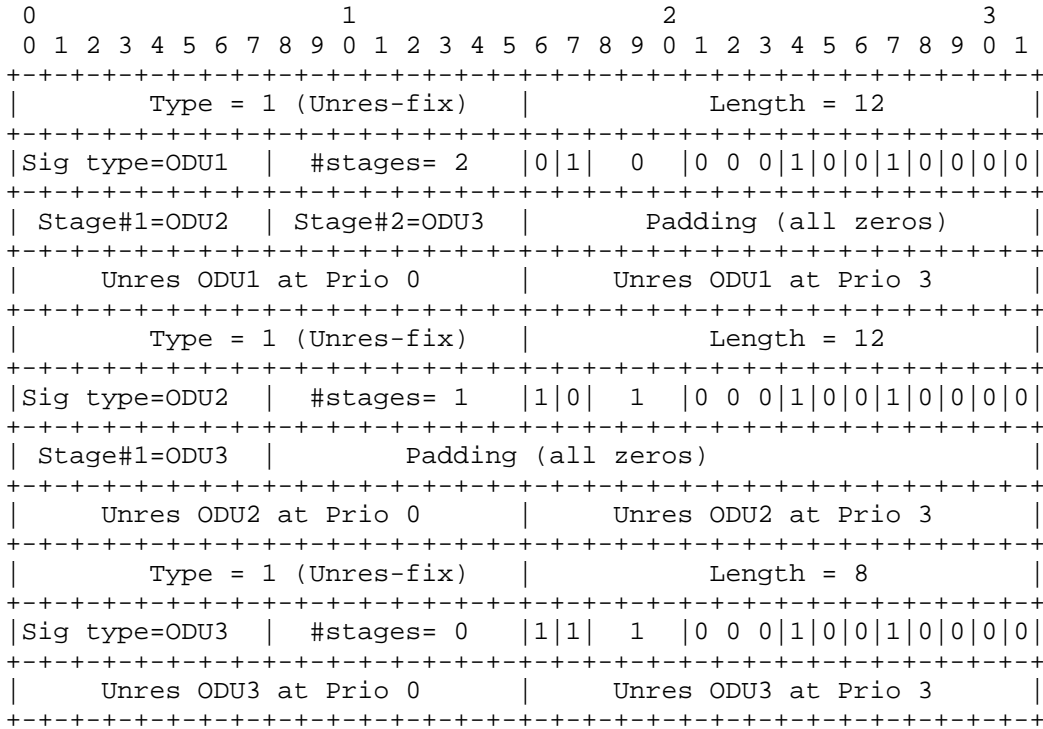 0                   1                   2                   3
 0 1 2 3 4 5 6 7 8 9 0 1 2 3 4 5 6 7 8 9 0 1 2 3 4 5 6 7 8 9 0 1
+-+-+-+-+-+-+-+-+-+-+-+-+-+-+-+-+-+-+-+-+-+-+-+-+-+-+-+-+-+-+-+-+
|        Type = 1 (Unres-fix)   |           Length = 12         |
+-+-+-+-+-+-+-+-+-+-+-+-+-+-+-+-+-+-+-+-+-+-+-+-+-+-+-+-+-+-+-+-+
|Sig type=ODU1  |  #stages= 2   |0|1|  0  |0 0 0|1|0|0|1|0|0|0|0|
+-+-+-+-+-+-+-+-+-+-+-+-+-+-+-+-+-+-+-+-+-+-+-+-+-+-+-+-+-+-+-+-+
| Stage#1=ODU2  | Stage#2=ODU3  |       Padding (all zeros)     |
+-+-+-+-+-+-+-+-+-+-+-+-+-+-+-+-+-+-+-+-+-+-+-+-+-+-+-+-+-+-+-+-+
|     Unres ODU1 at Prio 0      |     Unres ODU1 at Prio 3      |
+-+-+-+-+-+-+-+-+-+-+-+-+-+-+-+-+-+-+-+-+-+-+-+-+-+-+-+-+-+-+-+-+
|        Type = 1 (Unres-fix)   |           Length = 12         |
+-+-+-+-+-+-+-+-+-+-+-+-+-+-+-+-+-+-+-+-+-+-+-+-+-+-+-+-+-+-+-+-+
|Sig type=ODU2  |  #stages= 1   |1|0|  1  |0 0 0|1|0|0|1|0|0|0|0|
+-+-+-+-+-+-+-+-+-+-+-+-+-+-+-+-+-+-+-+-+-+-+-+-+-+-+-+-+-+-+-+-+
| Stage#1=ODU3  |        Padding (all zeros)                    |
+-+-+-+-+-+-+-+-+-+-+-+-+-+-+-+-+-+-+-+-+-+-+-+-+-+-+-+-+-+-+-+-+
|     Unres ODU2 at Prio 0      |     Unres ODU2 at Prio 3      |
+-+-+-+-+-+-+-+-+-+-+-+-+-+-+-+-+-+-+-+-+-+-+-+-+-+-+-+-+-+-+-+-+
|        Type = 1 (Unres-fix)   |           Length = 8          |
+-+-+-+-+-+-+-+-+-+-+-+-+-+-+-+-+-+-+-+-+-+-+-+-+-+-+-+-+-+-+-+-+
|Sig type=ODU3  |  #stages= 0   |1|1|  1  |0 0 0|1|0|0|1|0|0|0|0|
+-+-+-+-+-+-+-+-+-+-+-+-+-+-+-+-+-+-+-+-+-+-+-+-+-+-+-+-+-+-+-+-+
|     Unres ODU3 at Prio 0      |     Unres ODU3 at Prio 3      |
+-+-+-+-+-+-+-+-+-+-+-+-+-+-+-+-+-+-+-+-+-+-+-+-+-+-+-+-+-+-+-+-+